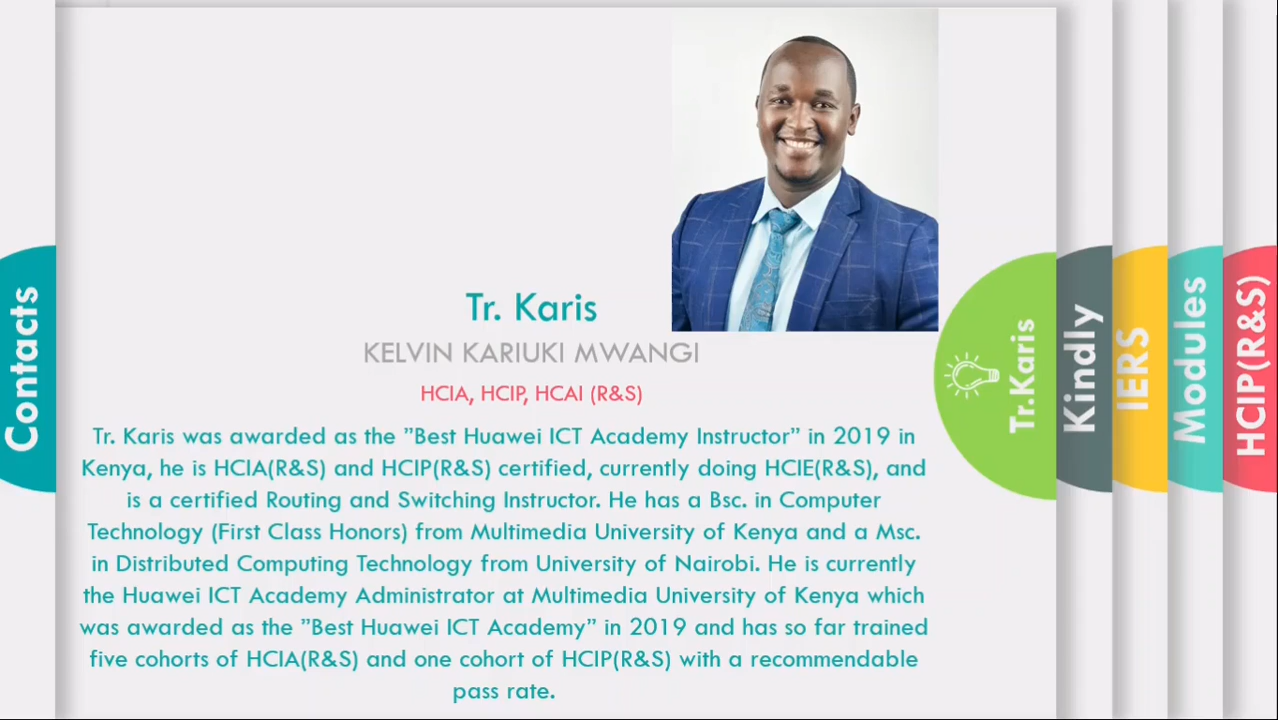 Contacts
Tr. Karis
KELVIN KARIUKI MWANGI
HCIA, HCIP, HCAI (R&S)
Tr. Karis was awarded as the ”Best Huawei ICT Academy Instructor” in 2019 in
Kenya, he is HCIA(R&S) and HCIP(R&S) certified, currently doing HCIE(R&S), and
is a certified Routing and Switching Instructor. He has a Bsc. in Computer
Technology (First Class Honors) from Multimedia University of Kenya and a Msc.
in Distributed Computing Technology from University of Nairobi. He is currently
the Huawei ICT Academy Administrator at Multimedia University of Kenya which
was awarded as the ”Best Huawei ICT Academy” in 2019 and has so far trained
five cohorts of HCIA(R&S) and one cohort of HCIP(R&S) with a recommendable
pass rate.
Tr.Karis
Kindly
IERS
Modules
HCIP(R&S)